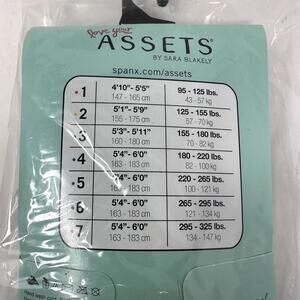 love your
ASSETS®
BY SARA BLAKELY
spanx.com/assets
1 4'10"- 5'5" 95 - 125 lbs.
147 - 165 cm 43 - 57 kg
2 5'1"- 5'9" 125 - 155 lbs.
155 - 175 cm 57 - 70 kg
3 5'3"- 5'11" 155 - 180 lbs.
160 - 180 cm 70 - 82 kg
4 5'4"- 6'0" 180 - 220 lbs.
163 - 183 cm 82 - 100 kg
5 5'4"- 6'0" 220 - 265 lbs.
163 - 183 cm 100 - 121 kg
6 5'4"- 6'0" 265 - 295 lbs.
163 - 183 cm 121 - 134 kg
7 5'4"- 6'0" 295 - 325 lbs.
163 - 183 cm 134 - 147 kg
Hand wash cold.